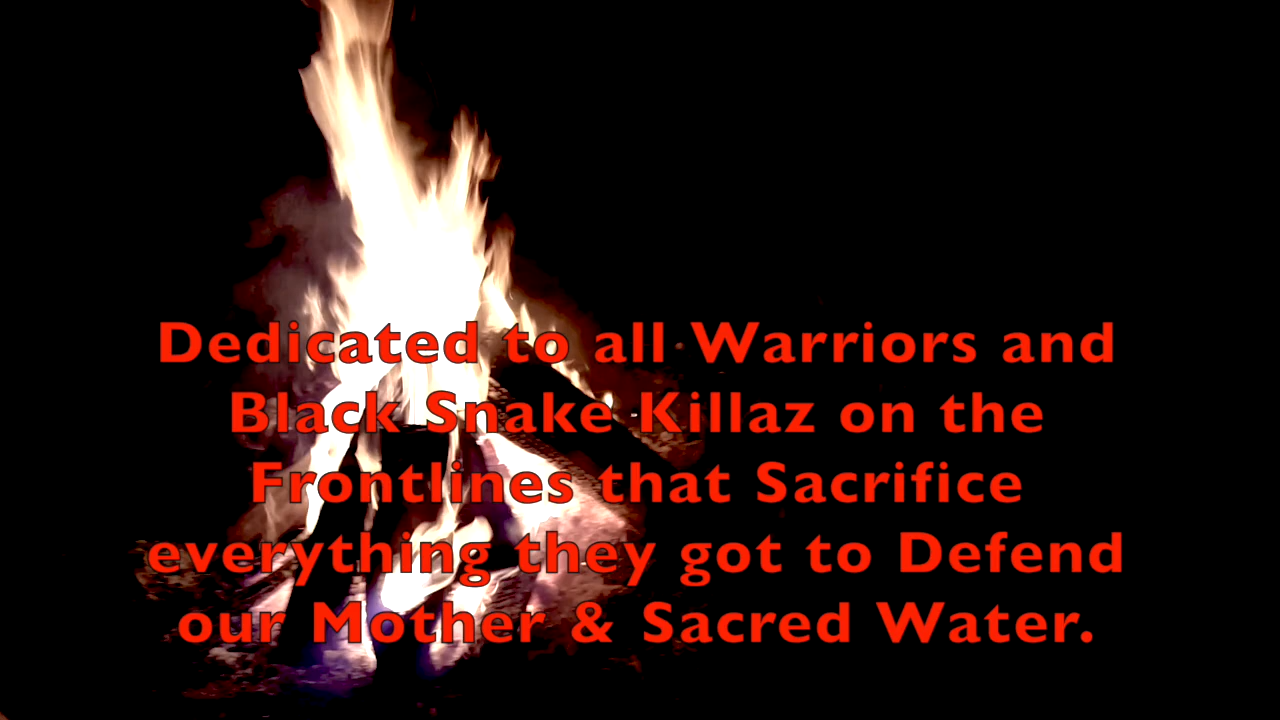 Dedicated to all Warriors and
Black Snake Killaz on the
Frontlines that Sacrifice
everything they got to Defend
our Mother & Sacred Water.